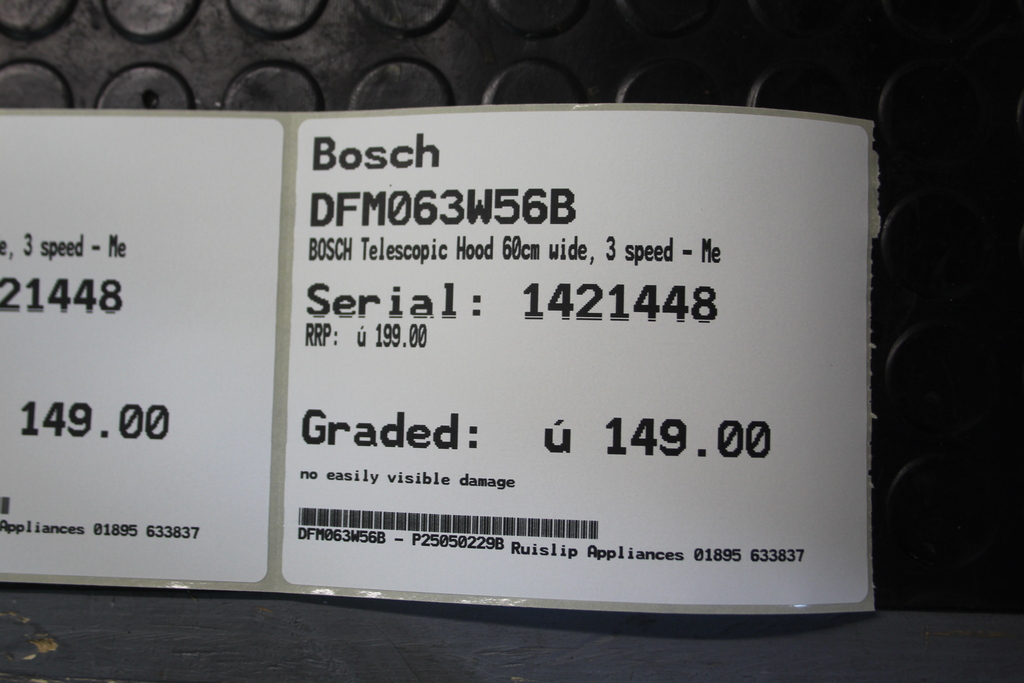 e, 3 speed - Me
21448
149.00
Appliances 01895 633837
Bosch
DFM063W56B
BOSCH Telescopic Hood 60cm wide, 3 speed - Me
Serial: 1421448
RRP: ú 199.00
Graded: ú 149.00
no easily visible damage
DFM063W56B - P25050229B Ruislip Appliances 01895 633837